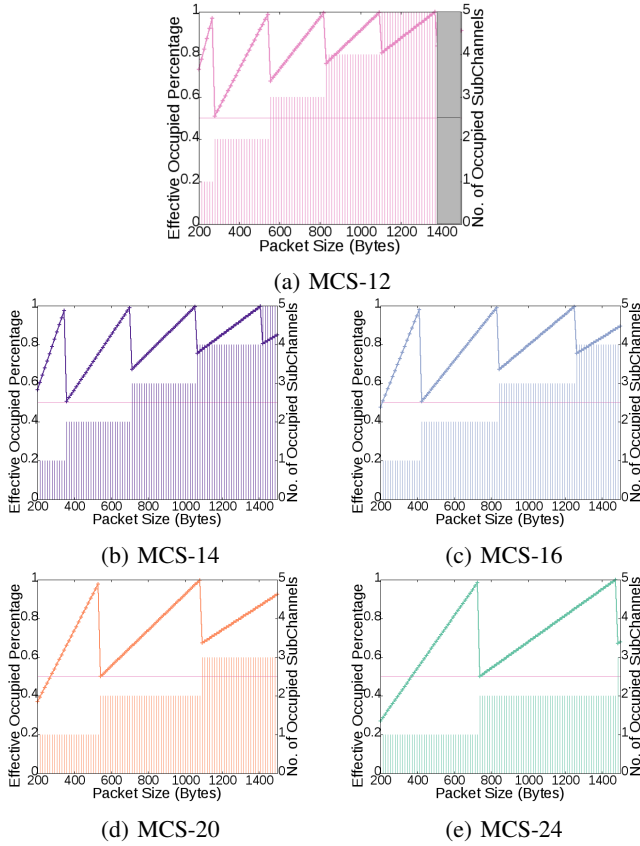 Effective Occupied Percentage
1
0.8
0.6
0.4
0.2
0
5
4
3
2
1
0
No. of Occupied SubChannels
200 400 600 800 1000 1200 1400
Packet Size (Bytes)
(a) MCS-12
Effective Occupied Percentage
1
0.8
0.6
0.4
0.2
0
5
4
3
2
1
0
No. of Occupied SubChannels
200 400 600 800 1000 1200 1400
Packet Size (Bytes)
(b) MCS-14
Effective Occupied Percentage
1
0.8
0.6
0.4
0.2
0
5
4
3
2
1
0
No. of Occupied SubChannels
200 400 600 800 1000 1200 1400
Packet Size (Bytes)
(c) MCS-16
Effective Occupied Percentage
1
0.8
0.6
0.4
0.2
0
5
4
3
2
1
0
No. of Occupied SubChannels
200 400 600 800 1000 1200 1400
Packet Size (Bytes)
(d) MCS-20
Effective Occupied Percentage
1
0.8
0.6
0.4
0.2
0
5
4
3
2
1
0
No. of Occupied SubChannels
200 400 600 800 1000 1200 1400
Packet Size (Bytes)
(e) MCS-24